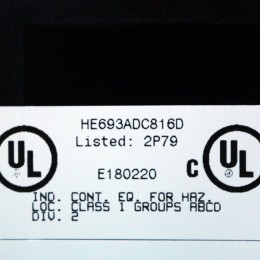 HE693ADC816D
Listed: 2P79
UL
E180220
C UL
IND. CONT. EQ. FOR HAZ.
LOC. CLASS I GROUPS ABCD
DIV. 2